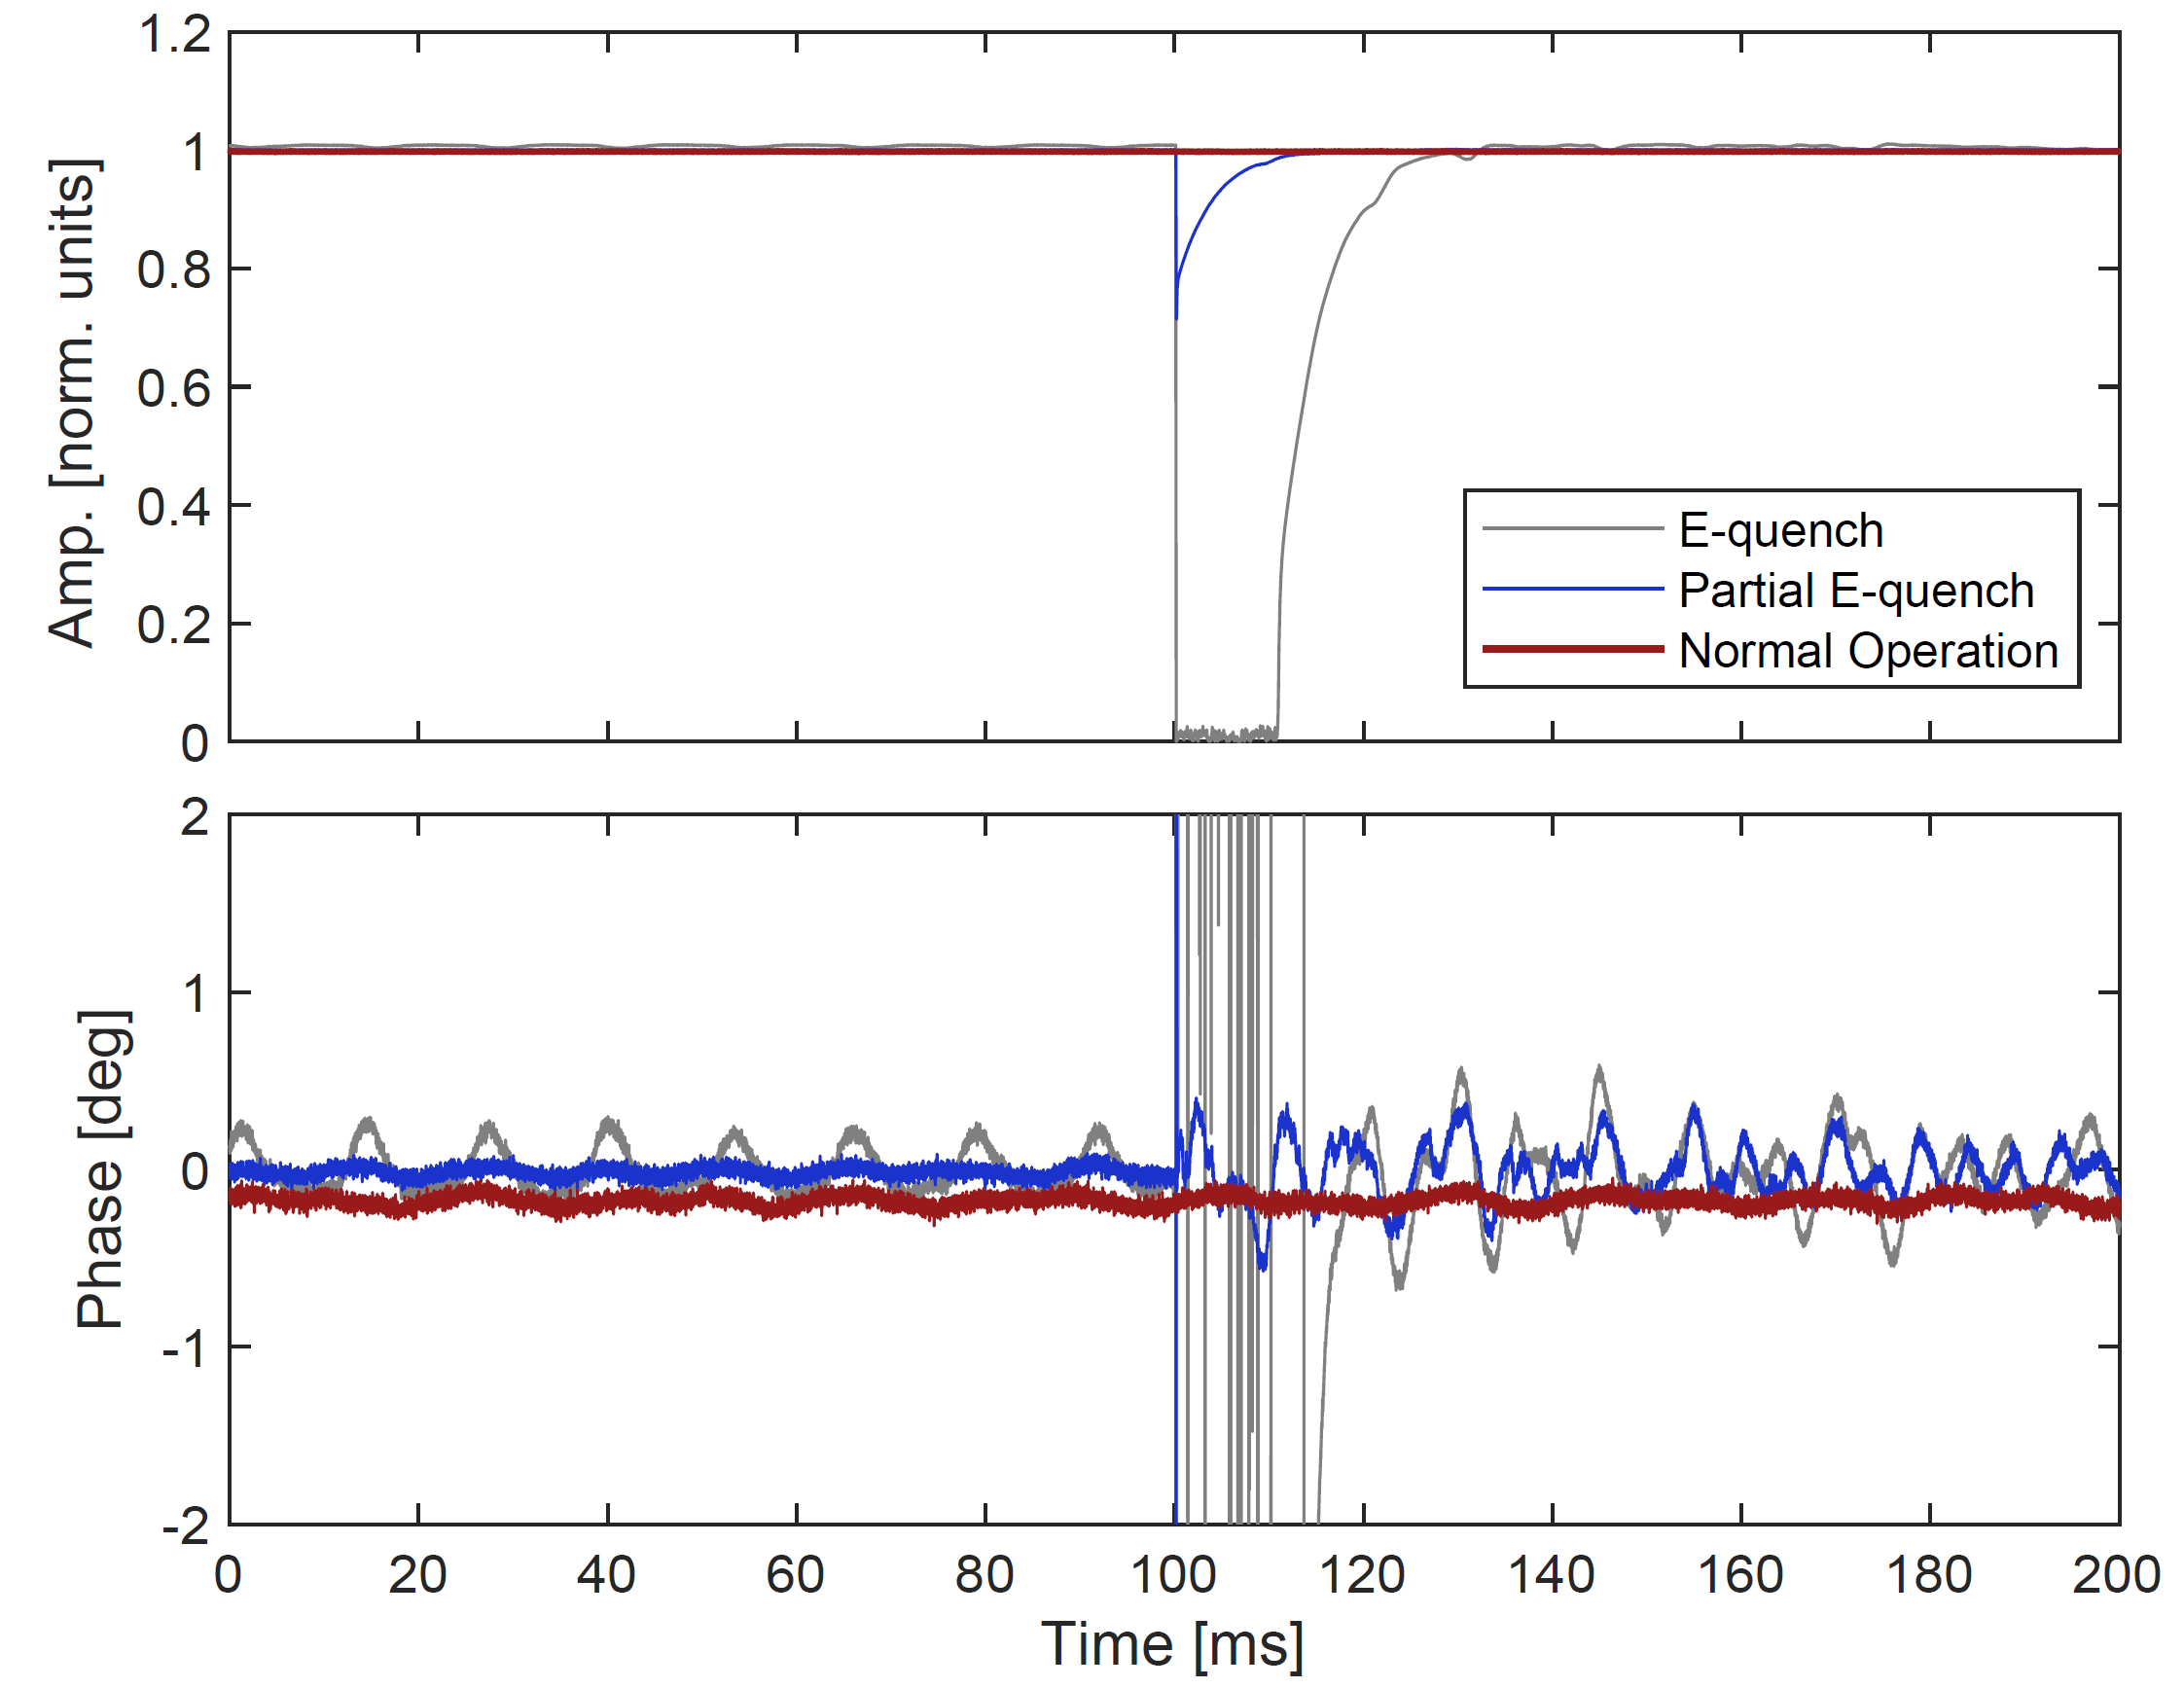 1.2
1
0.8
0.6
0.4
0.2
0
Amp. [norm. units]
E-quench
Partial E-quench
Normal Operation
2
1
0
-1
-2
Phase [deg]
0 20 40 60 80 100 120 140 160 180 200
Time [ms]